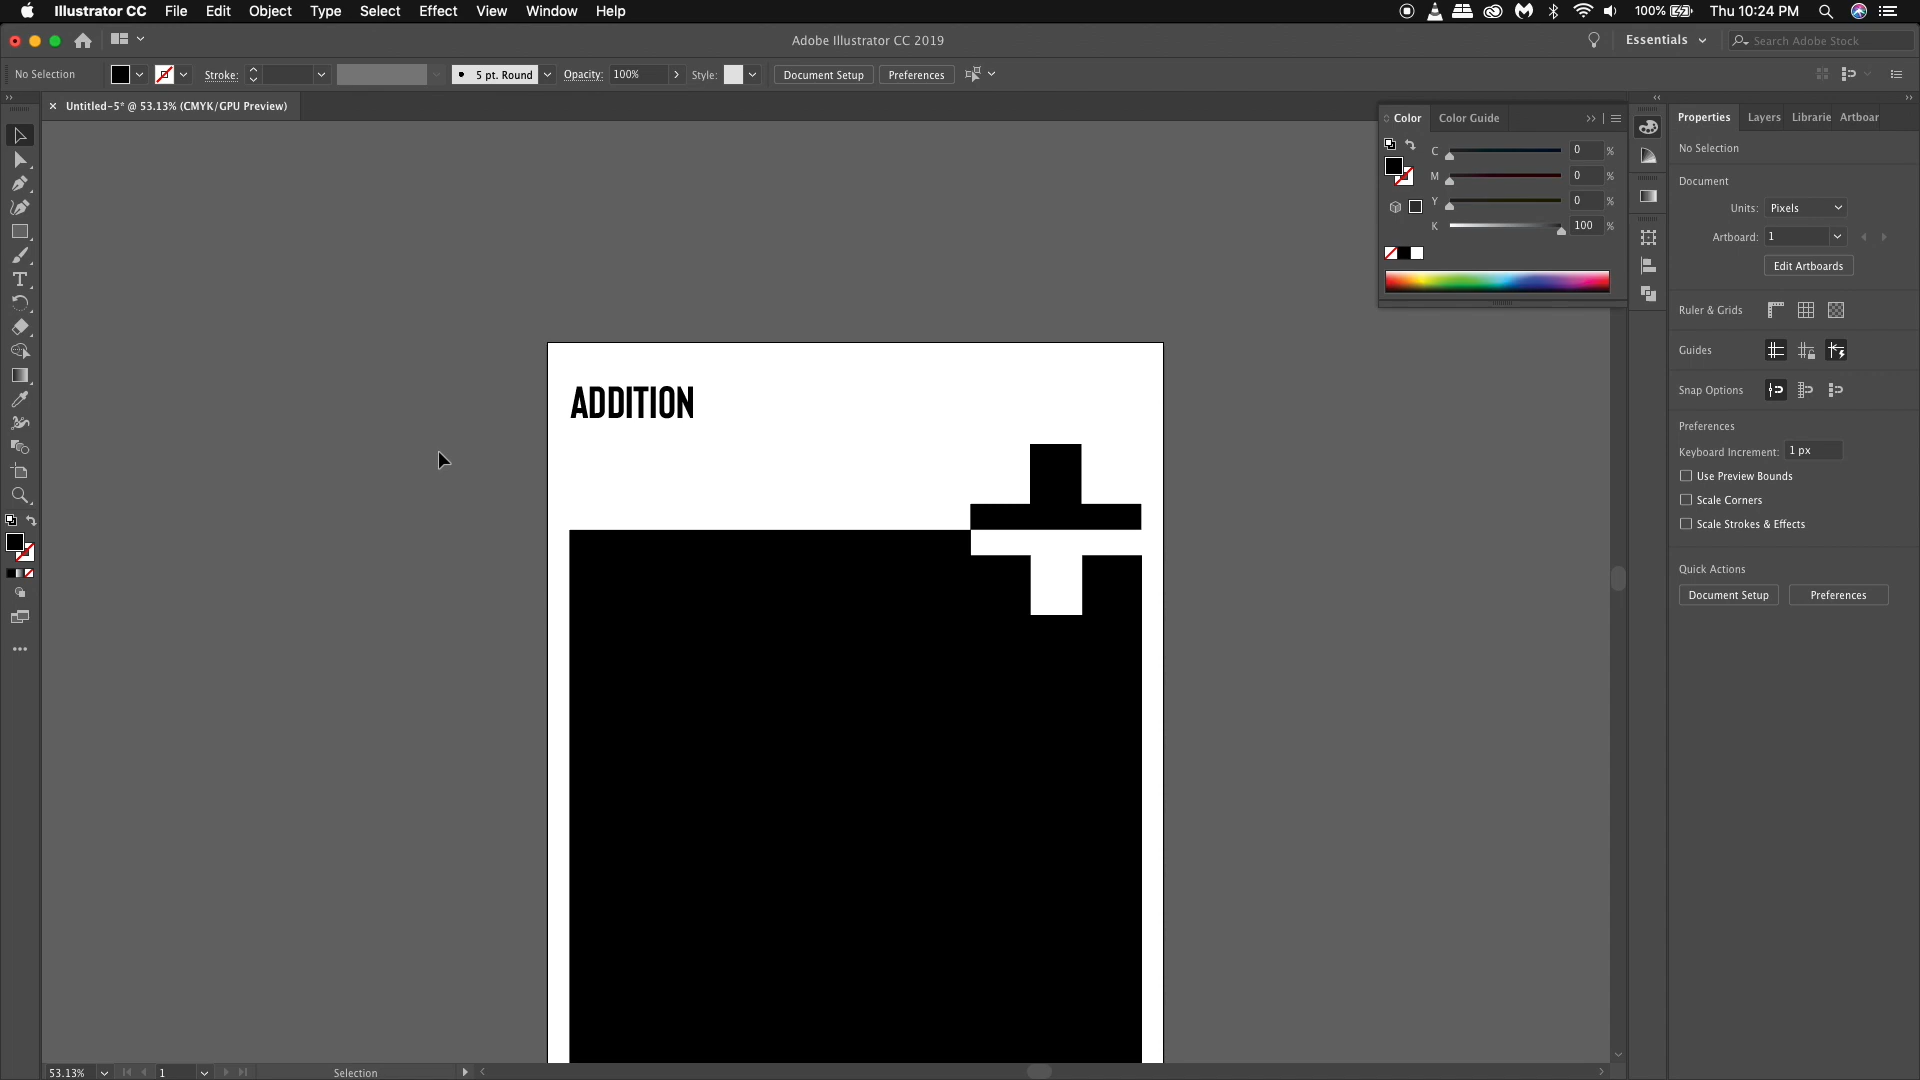 Illustrator CC File Edit Object Type Select Effect View Window Help 100% Thu 10:24 PM
Adobe Illustrator CC 2019 Essentials Search Adobe Stock
No Selection Stroke: 5 pt. Round Opacity: 100% Style: Document Setup Preferences
× Untitled-5* @ 53.13% (CMYK/GPU Preview)
Color Color Guide
C 0 %
M 0 %
Y 0 %
K 100 %
Properties Layers Librarie Artboar
No Selection
Document
Units: Pixels
Artboard: 1
Edit Artboards
Ruler & Grids
Guides
Snap Options
Preferences
Keyboard Increment: 1 px
Use Preview Bounds
Scale Corners
Scale Strokes & Effects
Quick Actions
Document Setup Preferences
ADDITION
53.13% 1 Selection